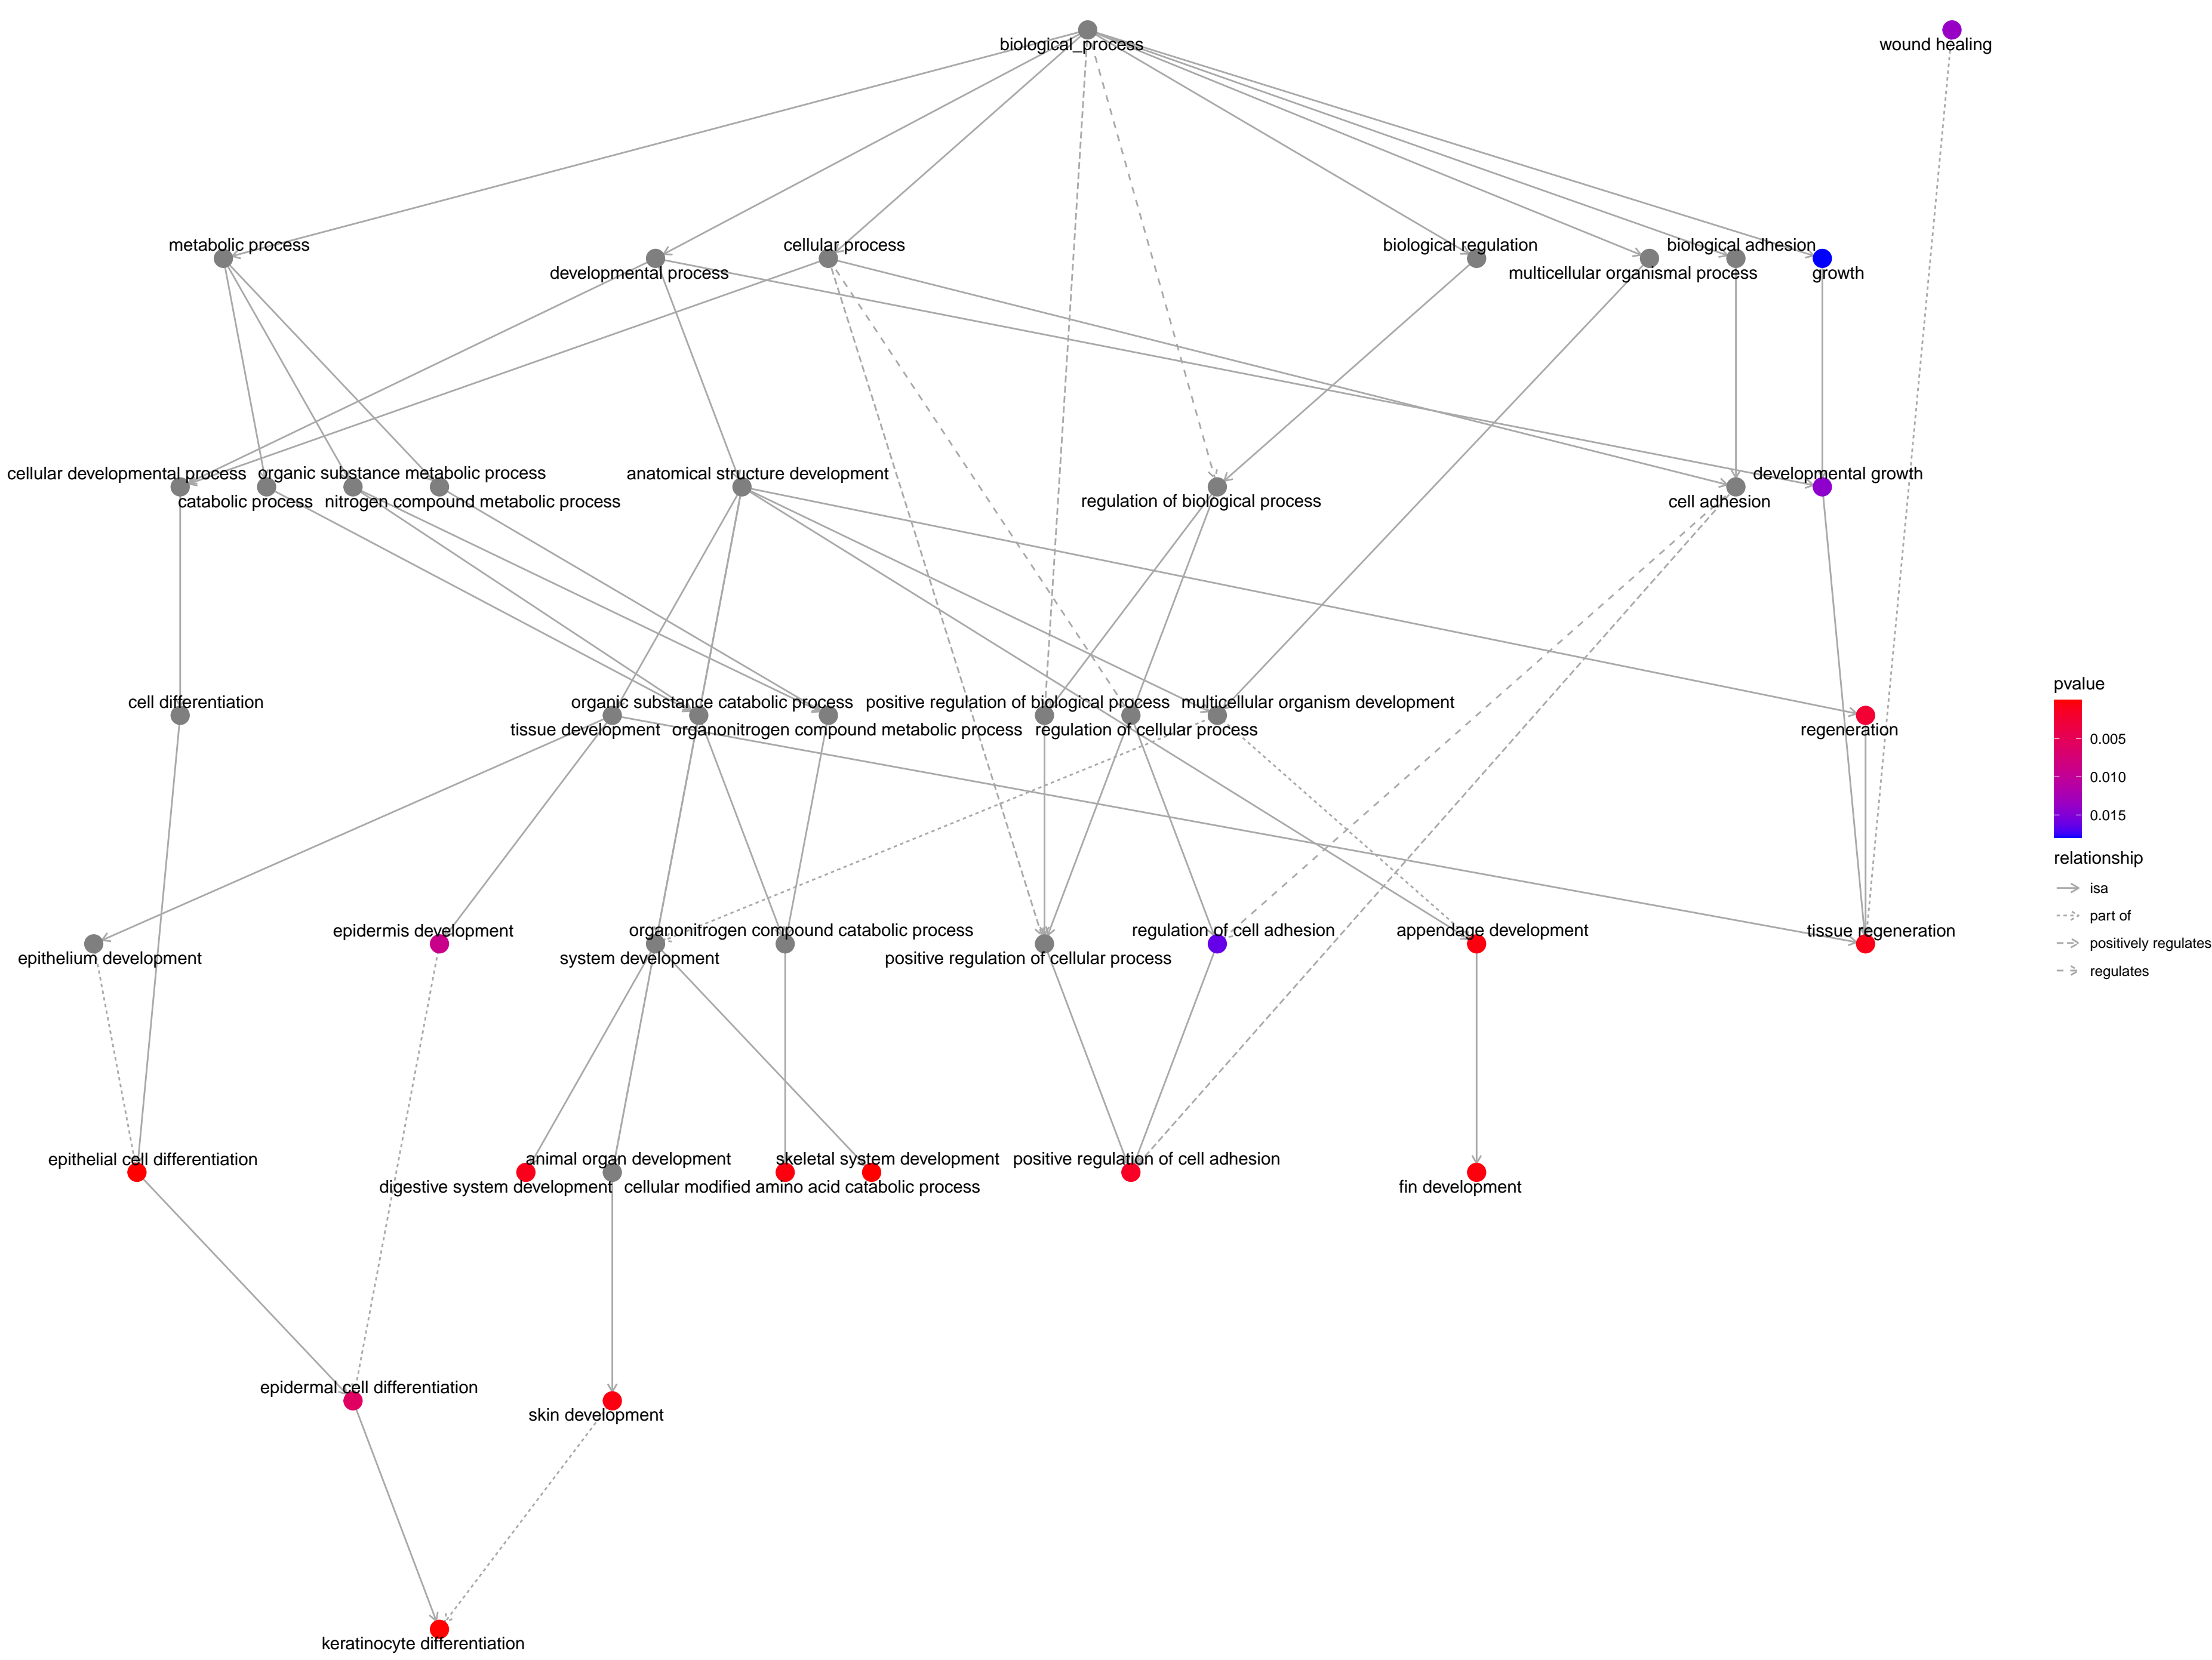 biological_process
wound healing
metabolic process
cellular process
biological regulation
biological adhesion
developmental process
multicellular organismal process
growth
cellular developmental process
organic substance metabolic process
anatomical structure development
developmental growth
catabolic process
nitrogen compound metabolic process
regulation of biological process
cell adhesion
cell differentiation
organic substance catabolic process
positive regulation of biological process
multicellular organism development
tissue development
organonitrogen compound metabolic process
regulation of cellular process
regeneration
epidermis development
organonitrogen compound catabolic process
regulation of cell adhesion
appendage development
tissue regeneration
epithelium development
system development
positive regulation of cellular process
epithelial cell differentiation
animal organ development
skeletal system development
positive regulation of cell adhesion
digestive system development
cellular modified amino acid catabolic process
fin development
epidermal cell differentiation
skin development
keratinocyte differentiation
pvalue
0.005
0.010
0.015
relationship
isa
part of
positively regulates
regulates